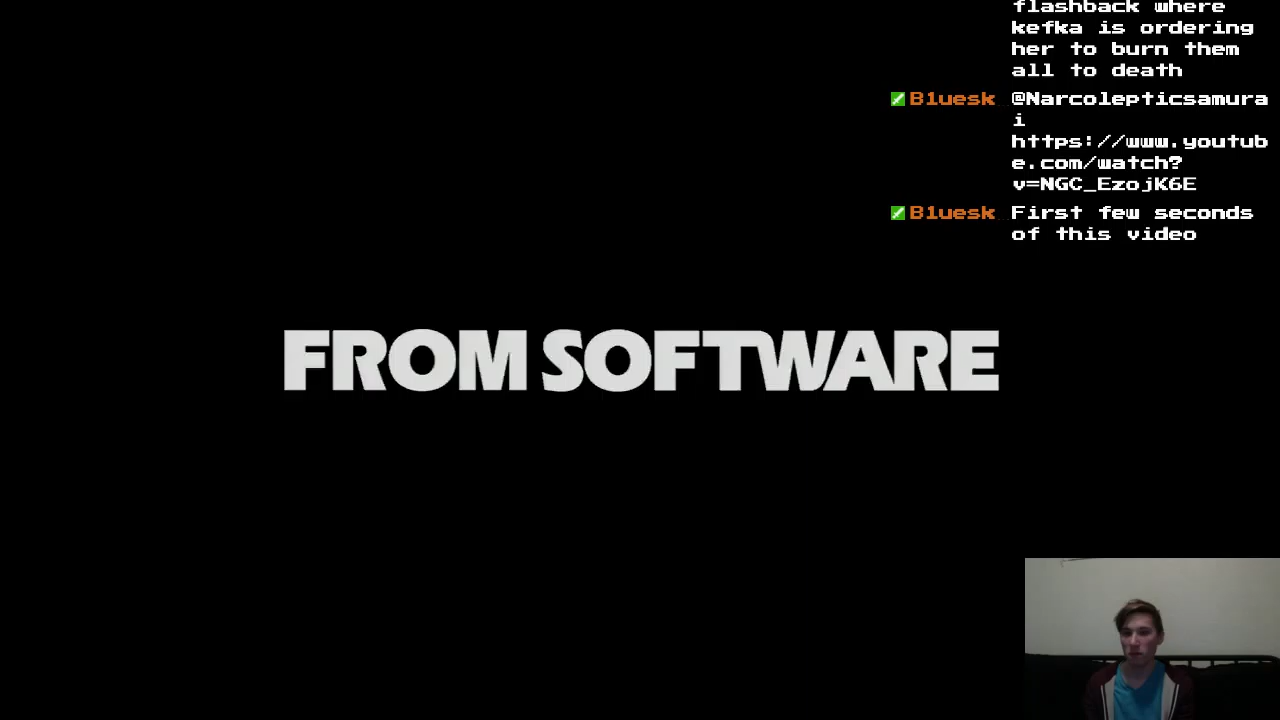 flashback where
kefka is ordering
her to burn them
all to death
B1uesk @Narcolepticsamura
i
https://www.youtub
e.com/watch?
v=NGC_EzojK6E
B1uesk First few seconds
of this video
FROM SOFTWARE